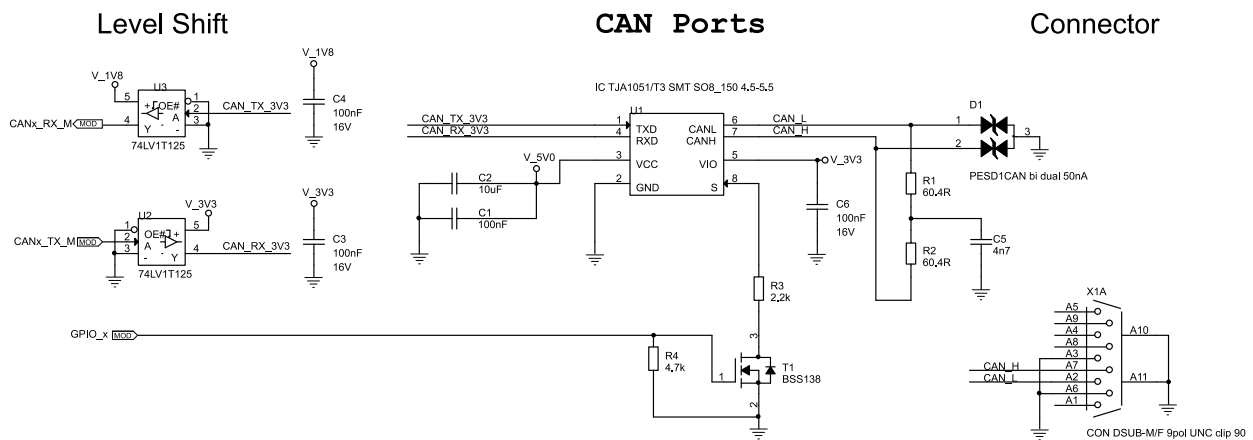 Level Shift
CAN Ports
Connector
V_1V8
V_1V8
U3
5
+
OE#
1
A
2
CAN_TX_3V3
CANx_RX_M
MOD
4
Y
-
3
74LV1T125
C4
100nF
16V
V_3V3
V_3V3
U2
1
OE#
+
5
CANx_TX_M
MOD
2
A
3
-
Y
4
CAN_RX_3V3
74LV1T125
C3
100nF
16V
IC TJA1051/T3 SMT SO8_150 4.5-5.5
U1
CAN_TX_3V3
1
TXD
CANL
6
CAN_L
CAN_RX_3V3
4
RXD
CANH
7
CAN_H
V_5V0
3
VCC
VIO
5
V_3V3
2
GND
S
8
C2
10uF
C1
100nF
C6
100nF
16V
D1
1
2
3
PESD1CAN bi dual 50nA
R1
60.4R
R2
60.4R
C5
4n7
R3
2.2k
GPIO_x
MOD
R4
4.7k
3
1
T1
BSS138
2
X1A
A5
A9
A4
A8
A3
CAN_H
A7
CAN_L
A2
A6
A1
A10
A11
CON DSUB-M/F 9pol UNC clip 90